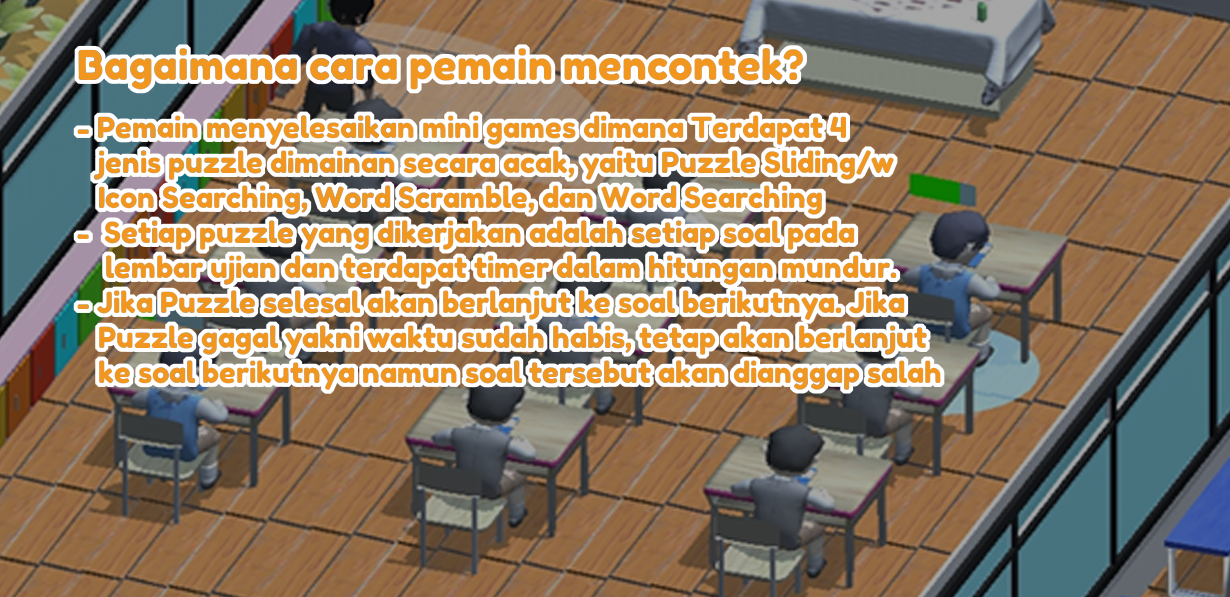 Bagaimana cara pemain mencontek?
- Pemain menyelesaikan mini games dimana Terdapat 4
jenis puzzle dimainan secara acak, yaitu Puzzle Sliding/w
Icon Searching, Word Scramble, dan Word Searching
- Setiap puzzle yang dikerjakan adalah setiap soal pada
lembar ujian dan terdapat timer dalam hitungan mundur.
- Jika Puzzle selesal akan berlanjut ke soal berikutnya. Jika
Puzzle gagal yakni waktu sudah habis, tetap akan berlanjut
ke soal berikutnya namun soal tersebut akan dianggap salah